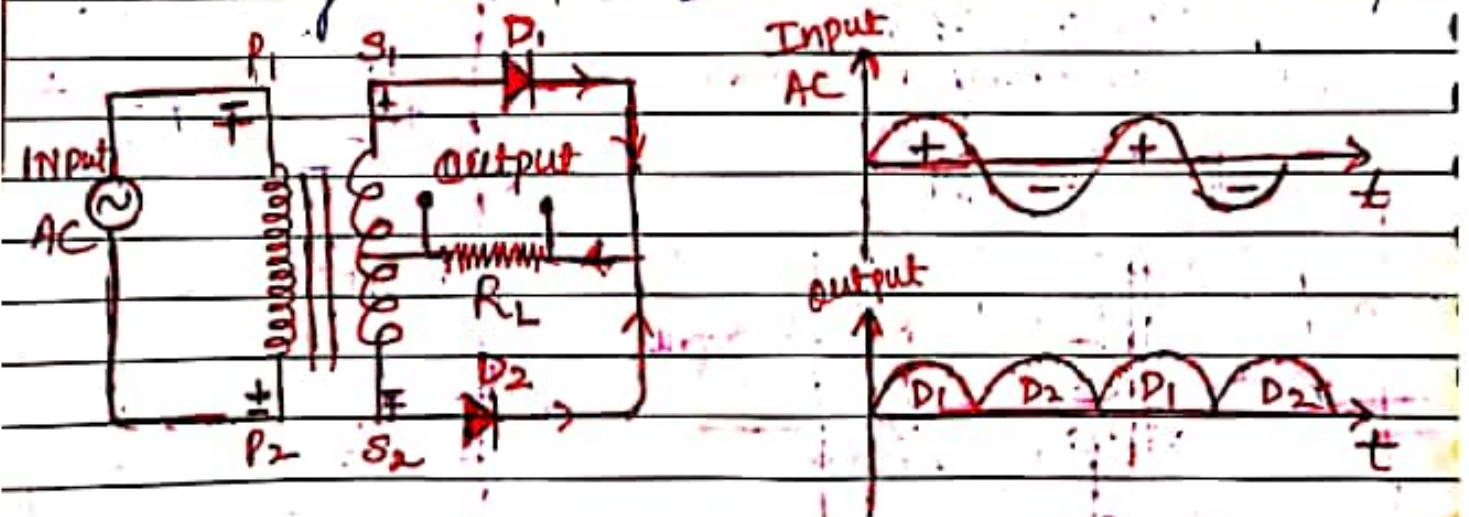 P1 S1 D1
∓ ±
INPUT
AC
Output
RL
D2
± ∓
P2 S2
Input
AC
+ - + -
t
output
D1 D2 D1 D2
t